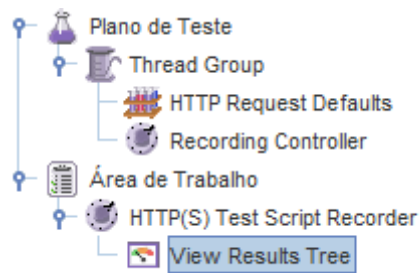 Plano de Teste
Thread Group
HTTP Request Defaults
Recording Controller
Área de Trabalho
HTTP(S) Test Script Recorder
View Results Tree